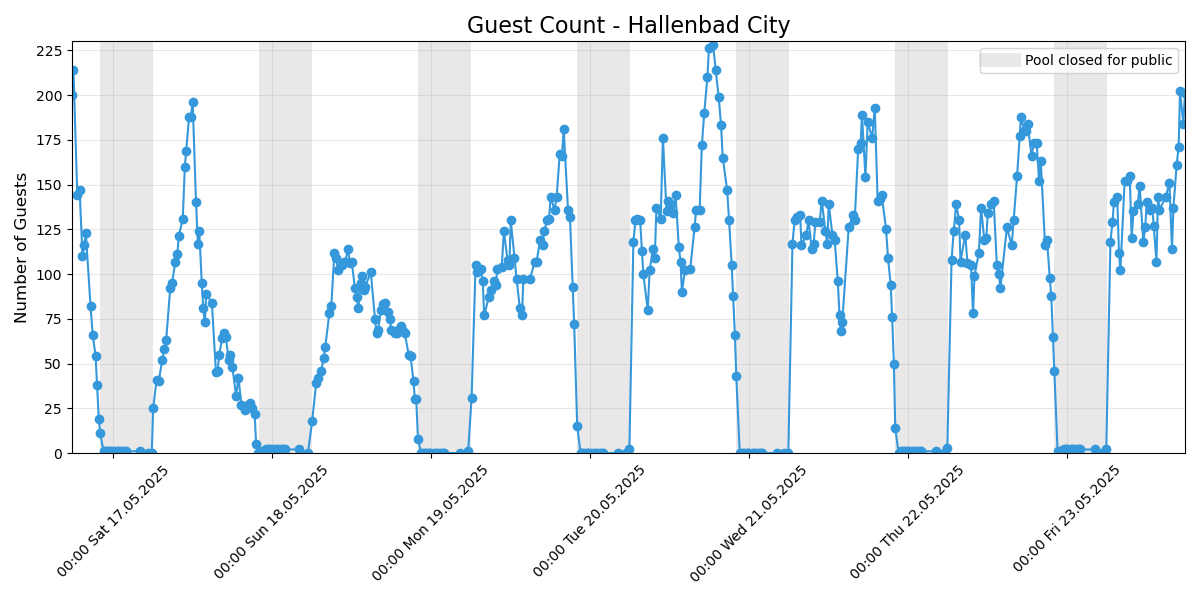 Guest Count - Hallenbad City
Pool closed for public
Number of Guests
225
200
175
150
125
100
75
50
25
0
00:00 Sat 17.05.2025
00:00 Sun 18.05.2025
00:00 Mon 19.05.2025
00:00 Tue 20.05.2025
00:00 Wed 21.05.2025
00:00 Thu 22.05.2025
00:00 Fri 23.05.2025